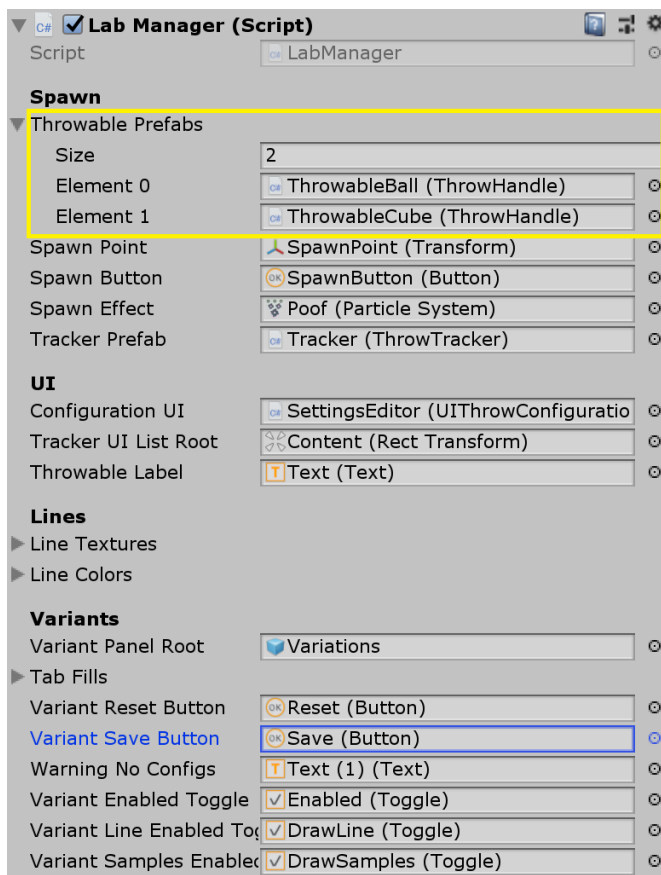 Lab Manager (Script)
Script LabManager
Spawn
Throwable Prefabs
Size 2
Element 0 ThrowableBall (ThrowHandle)
Element 1 ThrowableCube (ThrowHandle)
Spawn Point SpawnPoint (Transform)
Spawn Button SpawnButton (Button)
Spawn Effect Poof (Particle System)
Tracker Prefab Tracker (ThrowTracker)
UI
Configuration UI SettingsEditor (UIThrowConfiguratio
Tracker UI List Root Content (Rect Transform)
Throwable Label Text (Text)
Lines
Line Textures
Line Colors
Variants
Variant Panel Root Variations
Tab Fills
Variant Reset Button Reset (Button)
Variant Save Button Save (Button)
Warning No Configs Text (1) (Text)
Variant Enabled Toggle Enabled (Toggle)
Variant Line Enabled Tog DrawLine (Toggle)
Variant Samples Enabled DrawSamples (Toggle)